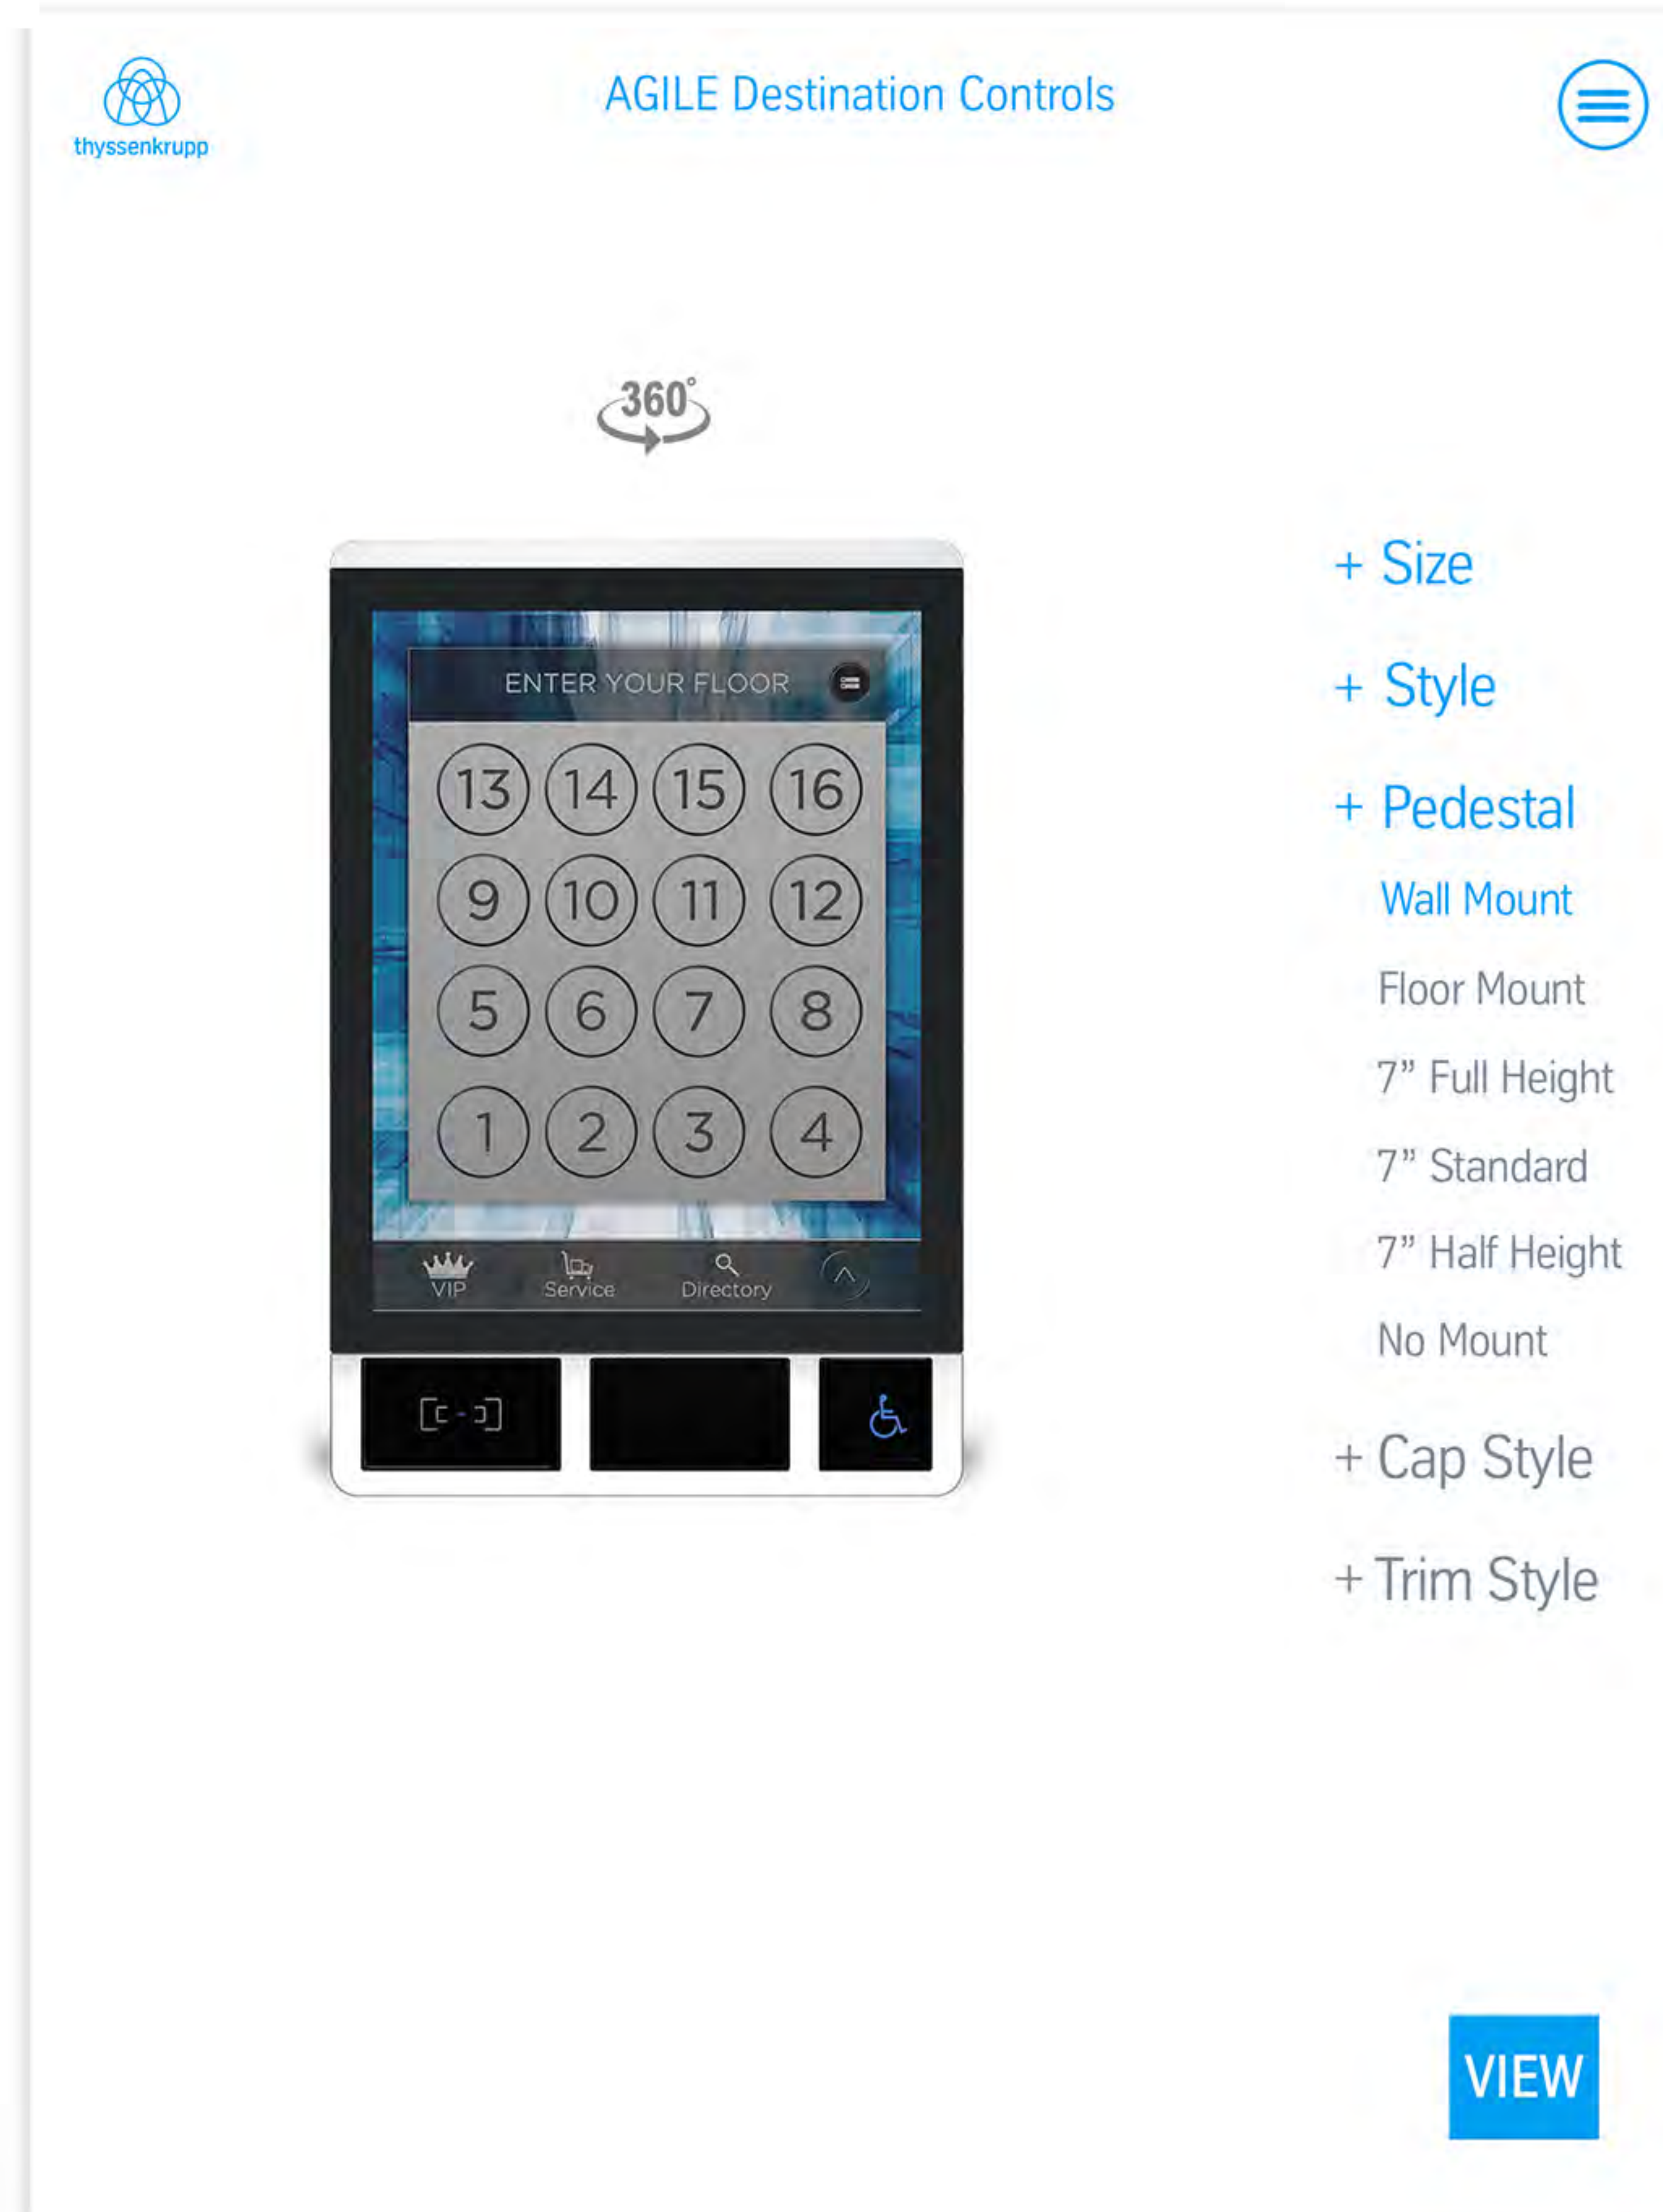 thyssenkrupp
AGILE Destination Controls
360°
ENTER YOUR FLOOR
13 14 15 16
9 10 11 12
5 6 7 8
1 2 3 4
VIP Service Directory
+ Size
+ Style
+ Pedestal
Wall Mount
Floor Mount
7” Full Height
7” Standard
7” Half Height
No Mount
+ Cap Style
+ Trim Style
VIEW